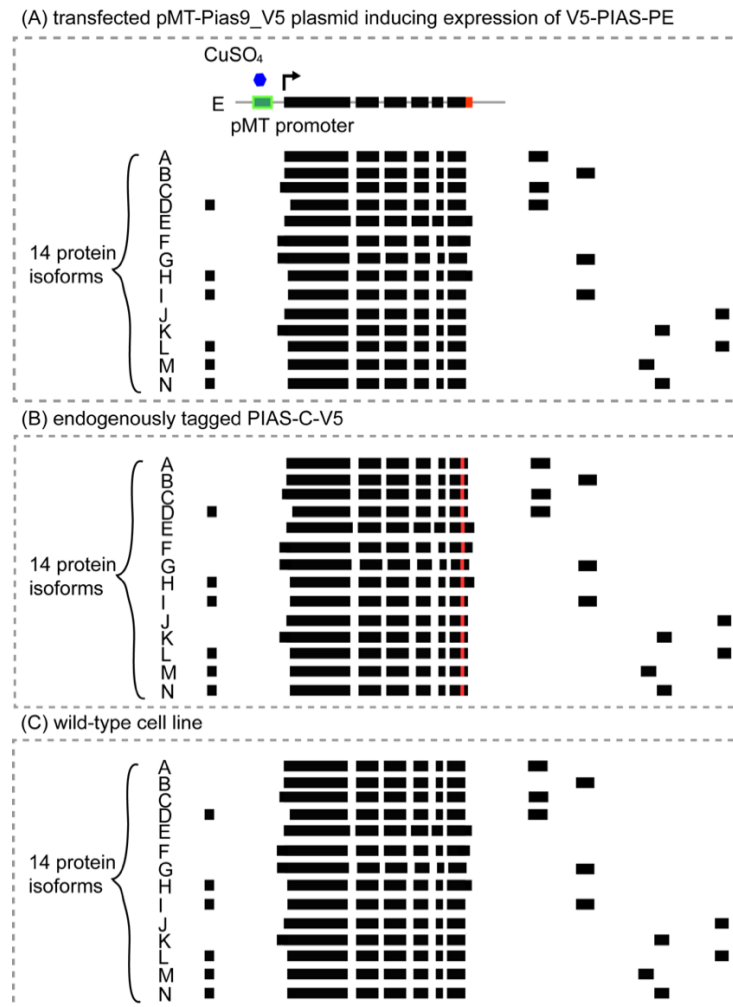 (A) transfected pMT-Pias9_V5 plasmid inducing expression of V5-PIAS-PE
CuSO₄
E
pMT promoter
14 protein
isoforms
A
B
C
D
E
F
G
H
I
J
K
L
M
N
(B) endogenously tagged PIAS-C-V5
14 protein
isoforms
A
B
C
D
E
F
G
H
I
J
K
L
M
N
(C) wild-type cell line
14 protein
isoforms
A
B
C
D
E
F
G
H
I
J
K
L
M
N